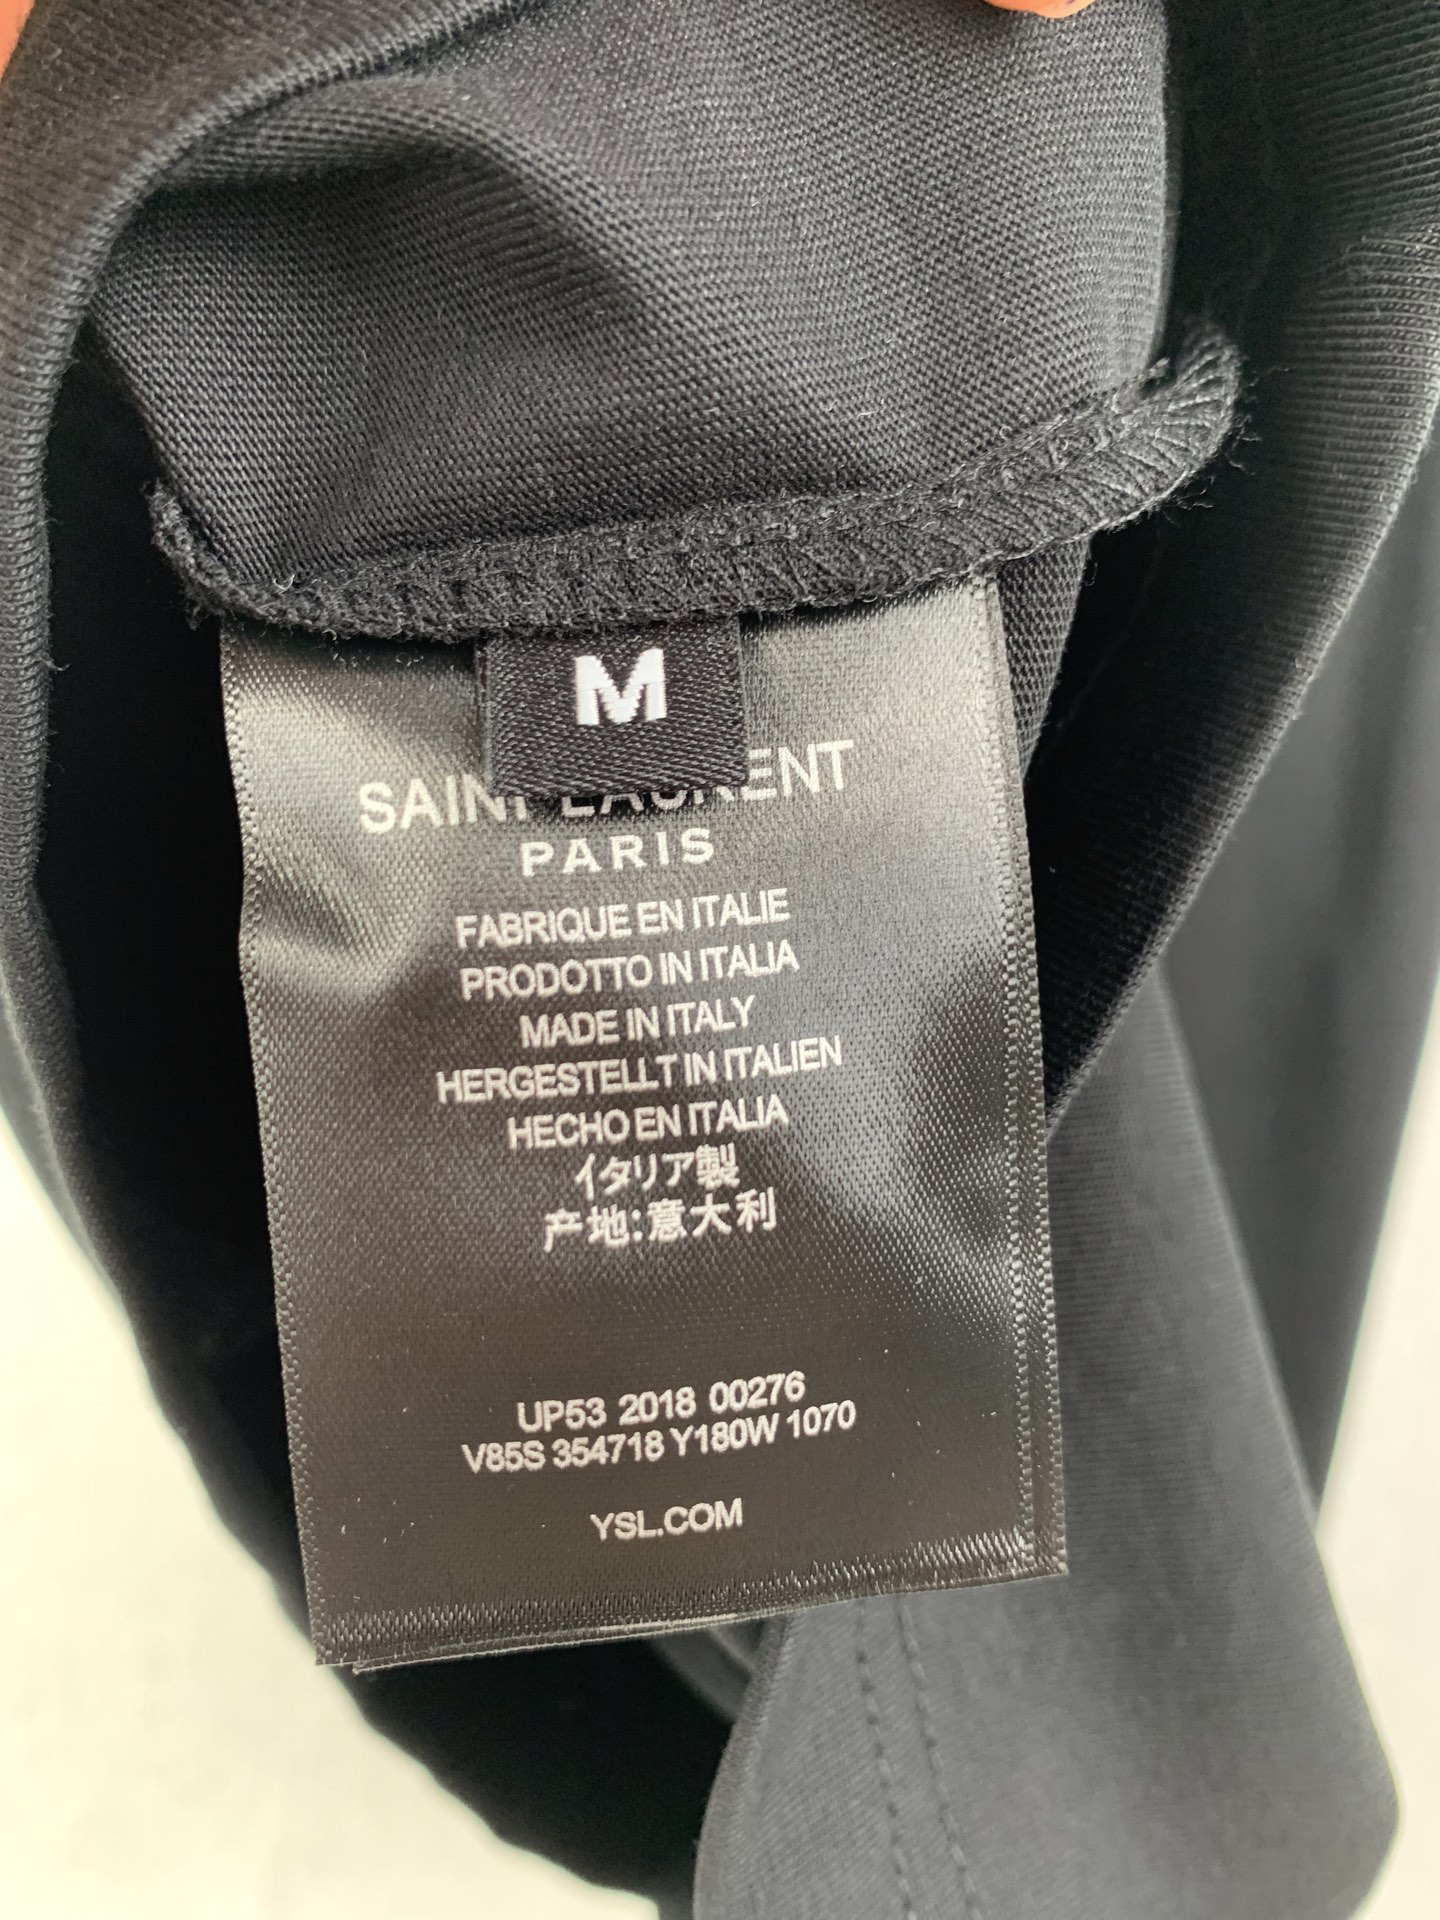 M
SAINT LAURENT
PARIS
FABRIQUE EN ITALIE
PRODOTTO IN ITALIA
MADE IN ITALY
HERGESTELLT IN ITALIEN
HECHO EN ITALIA
イタリア製
产地:意大利
UP53 2018 00276
V85S 354718 Y180W 1070
YSL.COM